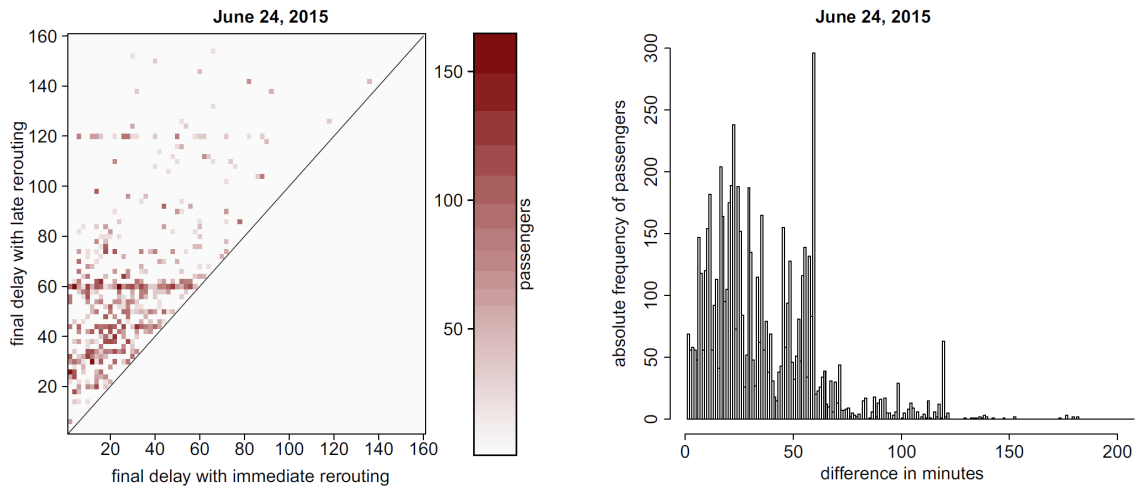 June 24, 2015
160
140
120
100
80
60
40
20
final delay with late rerouting
20 40 60 80 100 120 140 160
final delay with immediate rerouting
150
100
50
passengers
June 24, 2015
300
250
200
150
100
50
0
absolute frequency of passengers
0 50 100 150 200
difference in minutes